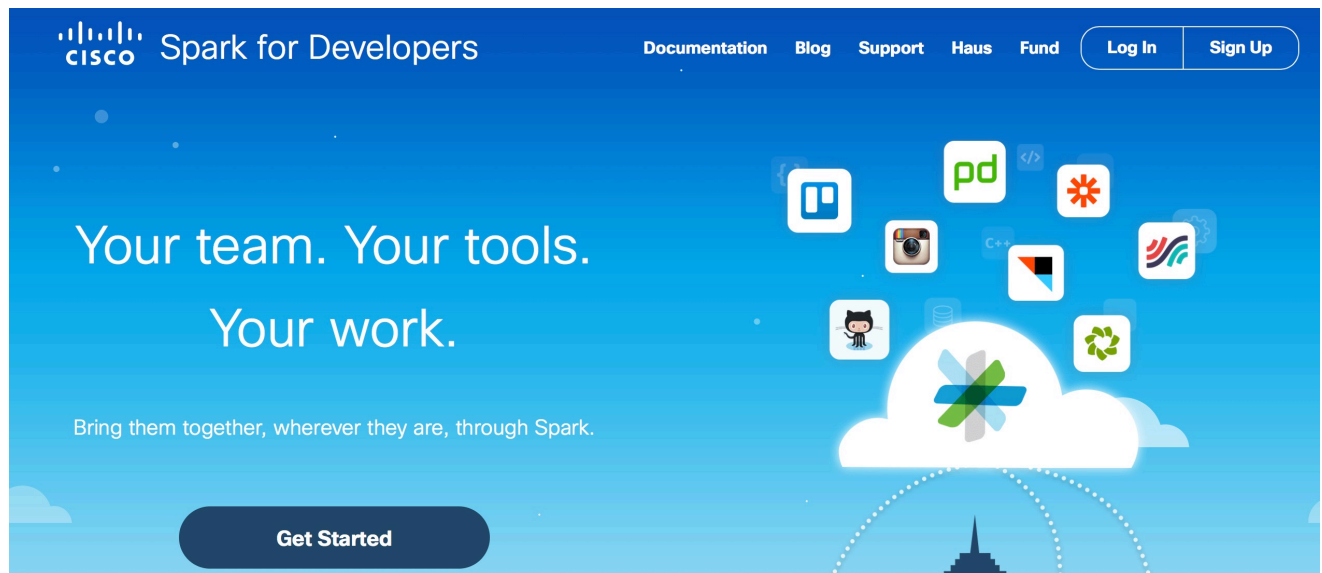 CISCO Spark for Developers
Documentation Blog Support Haus Fund Log In Sign Up
pd
</>
{ }
C++
Your team. Your tools.
Your work.
Bring them together, wherever they are, through Spark.
Get Started